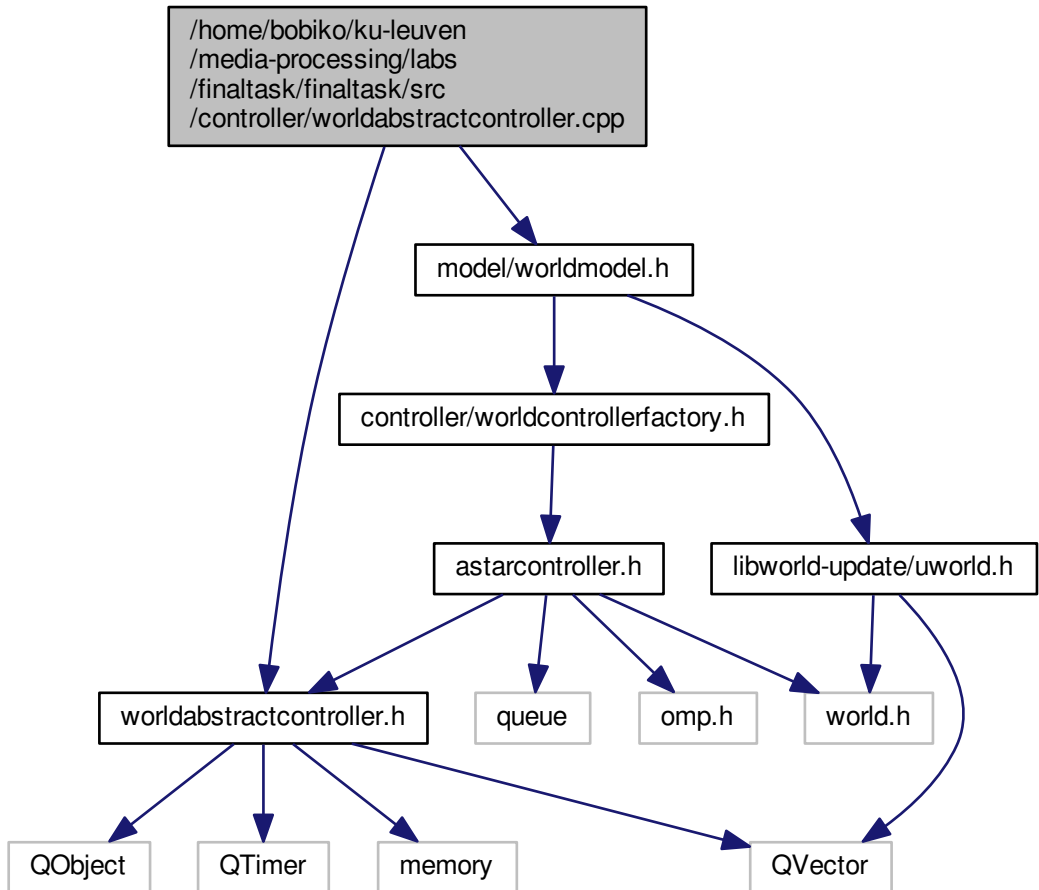 /home/bobiko/ku-leuven
/media-processing/labs
/finaltask/finaltask/src
/controller/worldabstractcontroller.cpp
model/worldmodel.h
controller/worldcontrollerfactory.h
astarcontroller.h
libworld-update/uworld.h
worldabstractcontroller.h
queue
omp.h
world.h
QObject
QTimer
memory
QVector